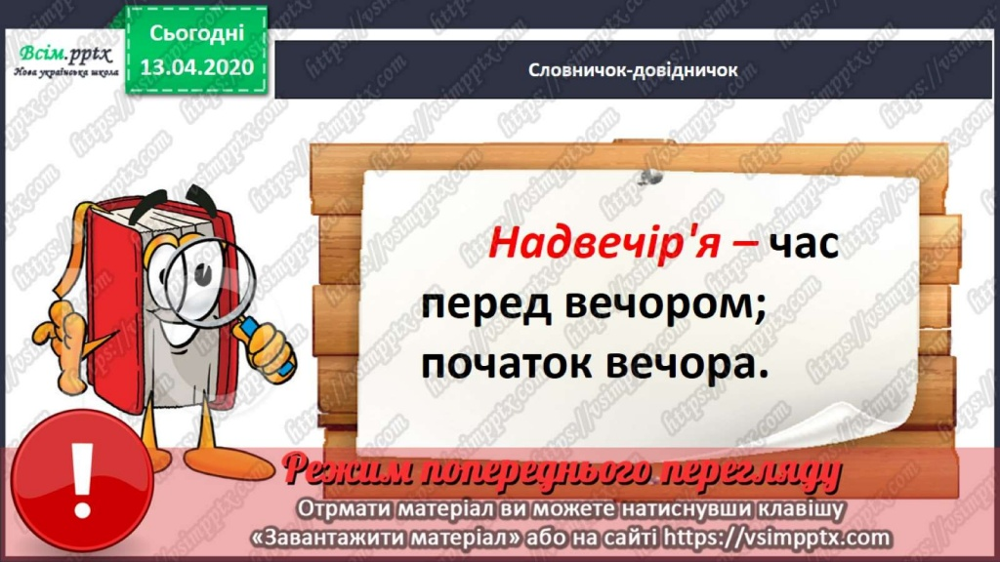 Всім.pptx
Нова українська школа
Сьогодні
13.04.2020
Словничок-довідничок
Надвечір'я – час
перед вечором;
початок вечора.
Режим попереднього перегляду
Отрмати матеріал ви можете натиснувши клавішу
«Завантажити матеріал» або на сайті https://vsimpptx.com